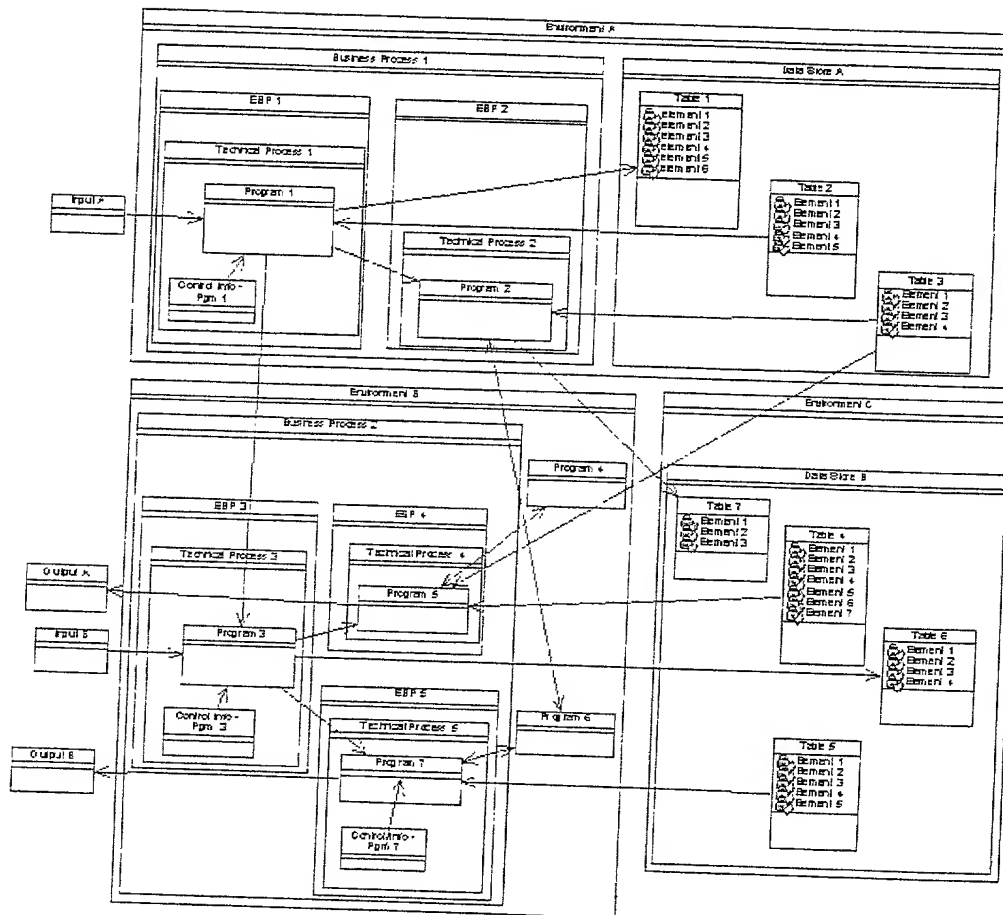 Environment A
Business Process 1
Data Store A
EBP 1
EBP 2
Table 1
element 1
element 2
element 3
element 4
element 5
element 6
Technical Process 1
Program 1
Input A
Table 2
Element 1
Element 2
Element 3
Element 4
Element 5
Technical Process 2
Program 2
Control Info -
Pgm 1
Table 3
Element 1
Element 2
Element 3
Element 4
Environment B
Environment C
Business Process 2
Program 4
Data Store B
EBP 3
EBP 4
Table 7
Element 1
Element 2
Element 3
Table 4
Element 1
Element 2
Element 3
Element 4
Element 5
Element 6
Element 7
Technical Process 3
Technical Process 4
Output A
Program 5
Input B
Program 3
Table 6
Element 1
Element 2
Element 3
Element 4
EBP 5
Control Info -
Pgm 3
Technical Process 5
Program 6
Output B
Program 7
Table 5
Element 1
Element 2
Element 3
Element 4
Element 5
Control Info -
Pgm 7